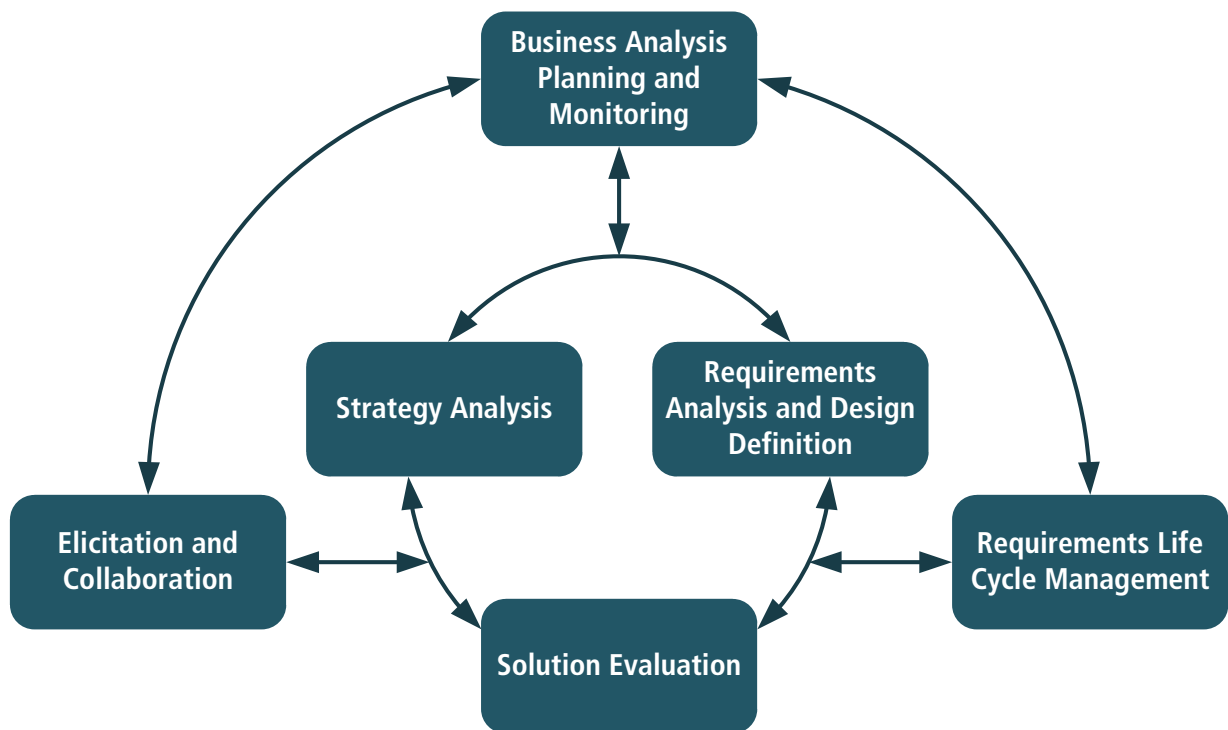 Business Analysis
Planning and
Monitoring
Strategy Analysis
Requirements
Analysis and Design
Definition
Elicitation and
Collaboration
Requirements Life
Cycle Management
Solution Evaluation